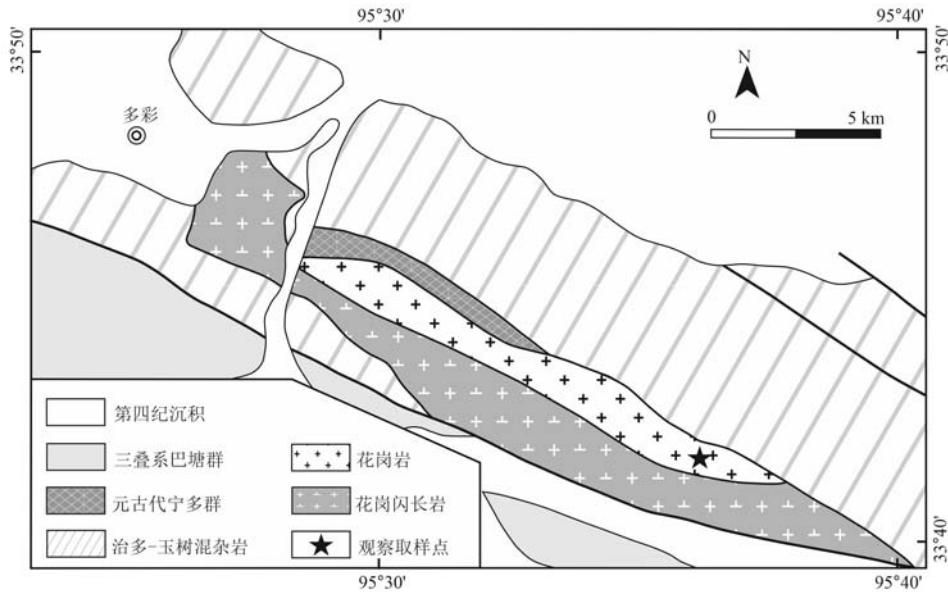 95°30' 95°40'
33°50' 33°50'
N
多彩
0 5 km
第四纪沉积
三叠系巴塘群 花岗岩
元古代宁多群 花岗闪长岩
治多-玉树混杂岩 观察取样点
33°40'
95°30' 95°40'